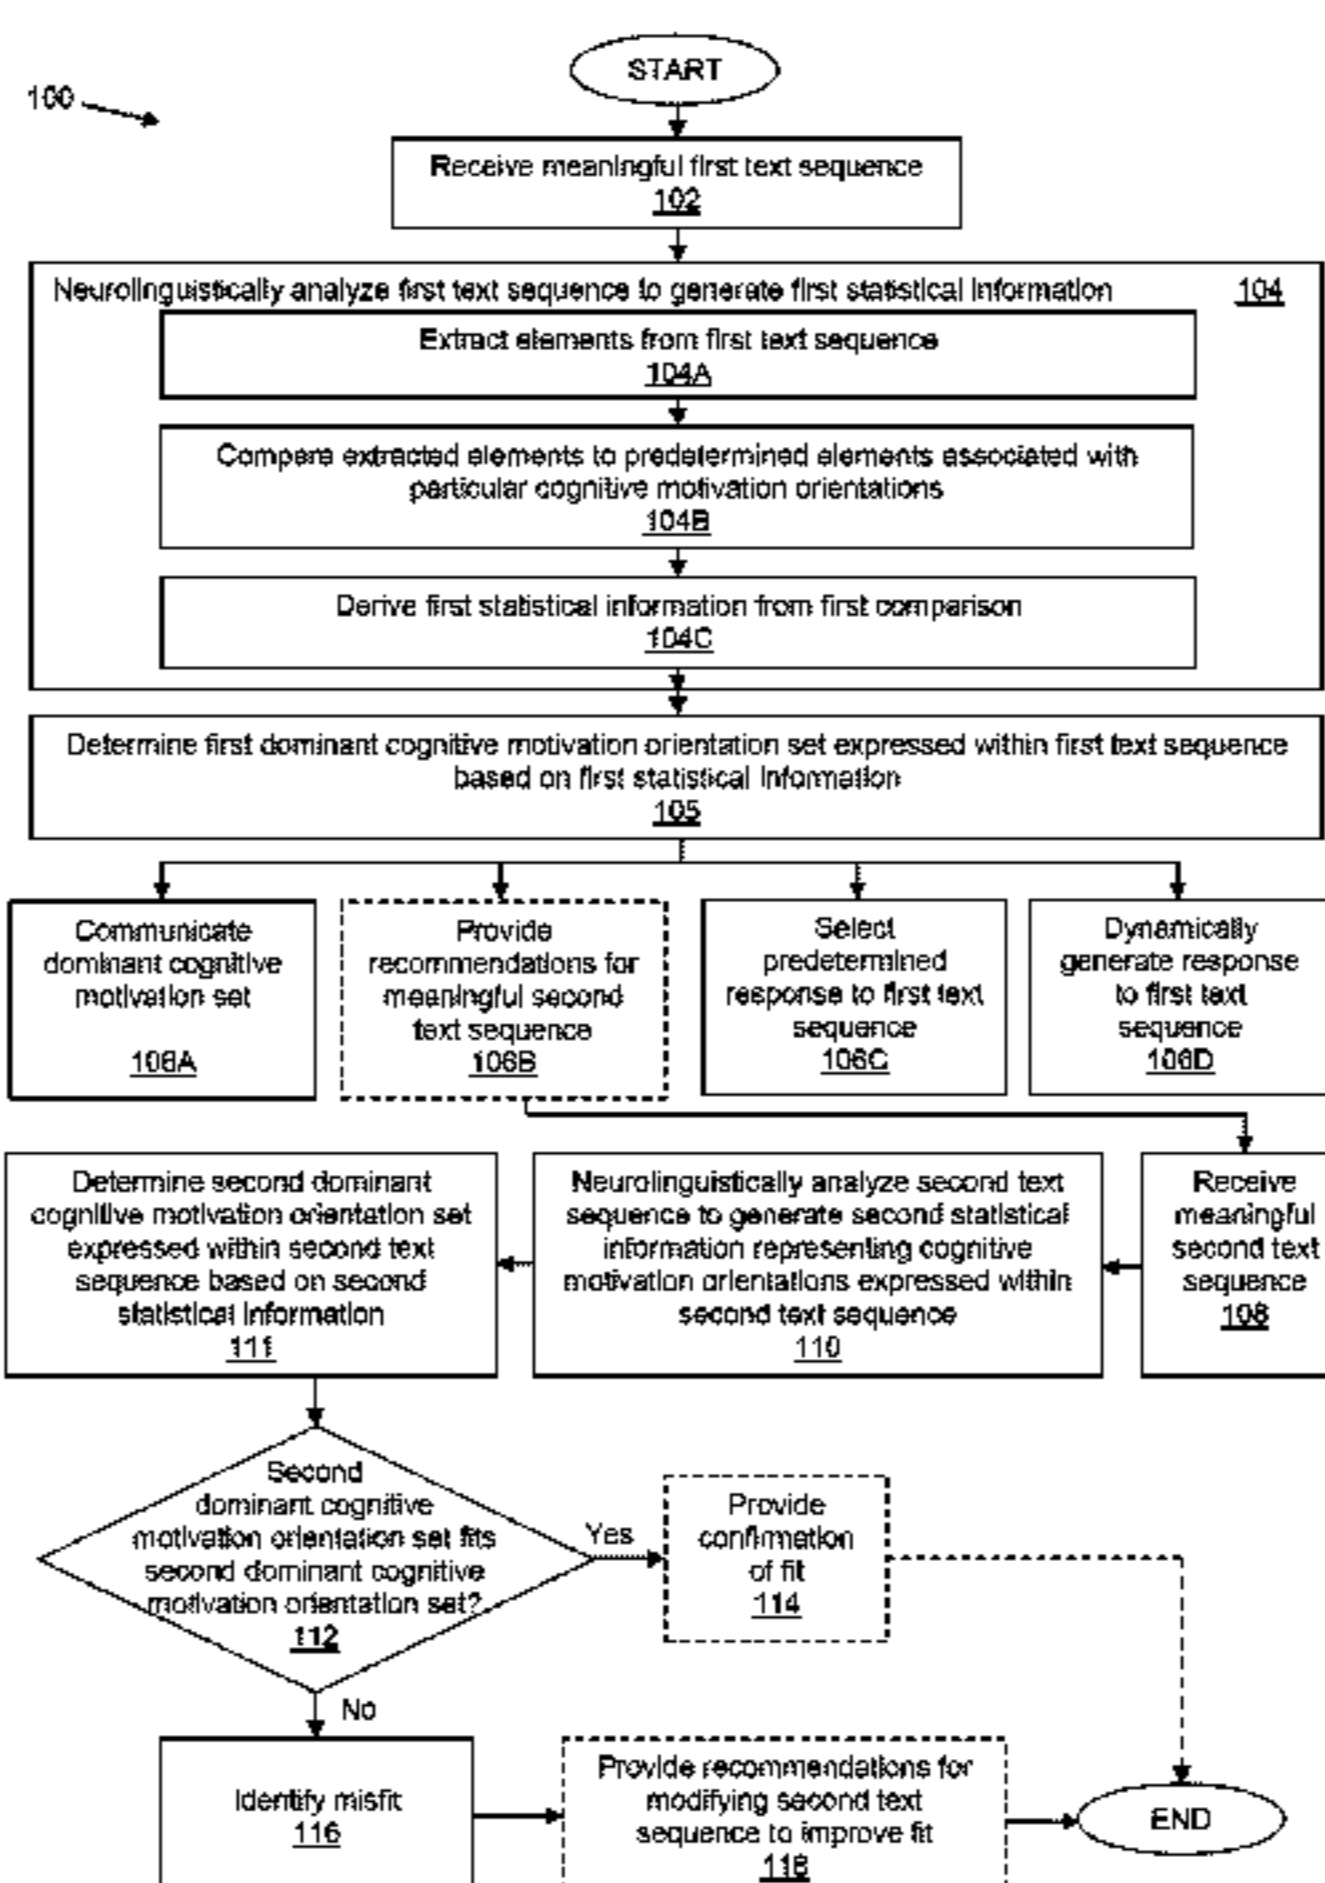 START
100
Receive meaningful first text sequence
102
Neurolinguistically analyze first text sequence to generate first statistical information
104
Extract elements from first text sequence
104A
Compare extracted elements to predetermined elements associated with
particular cognitive motivation orientations
104B
Derive first statistical information from first comparison
104C
Determine first dominant cognitive motivation orientation set expressed within first text sequence
based on first statistical information
105
Communicate
dominant cognitive
motivation set
106A
Provide
recommendations for
meaningful second
text sequence
106B
Select
predetermined
response to first text
sequence
106C
Dynamically
generate response
to first text
sequence
106D
Determine second dominant
cognitive motivation orientation set
expressed within second text
sequence based on second
statistical information
111
Neurolinguistically analyze second text
sequence to generate second statistical
information representing cognitive
motivation orientations expressed within
second text sequence
110
Receive
meaningful
second text
sequence
108
Second
dominant cognitive
motivation orientation set fits
second dominant cognitive
motivation orientation set?
112
Yes
Provide
confirmation
of fit
114
No
Identify misfit
116
Provide recommendations for
modifying second text
sequence to improve fit
118
END